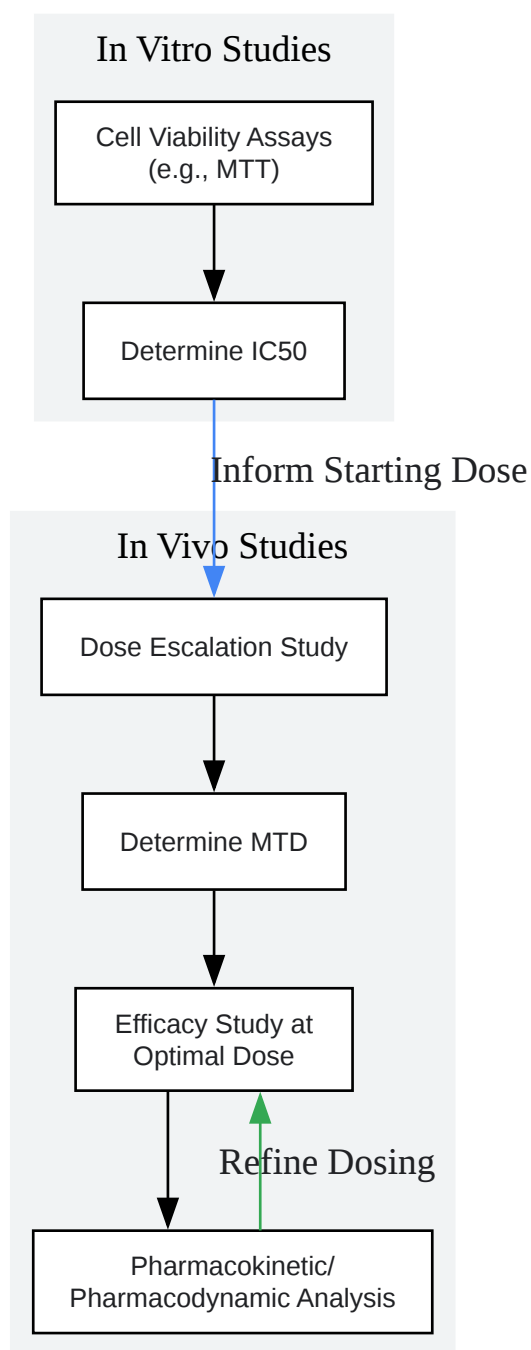 In Vitro Studies
Cell Viability Assays
(e.g., MTT)
Determine IC50
Inform Starting Dose
In Vivo Studies
Dose Escalation Study
Determine MTD
Efficacy Study at
Optimal Dose
Refine Dosing
Pharmacokinetic/
Pharmacodynamic Analysis